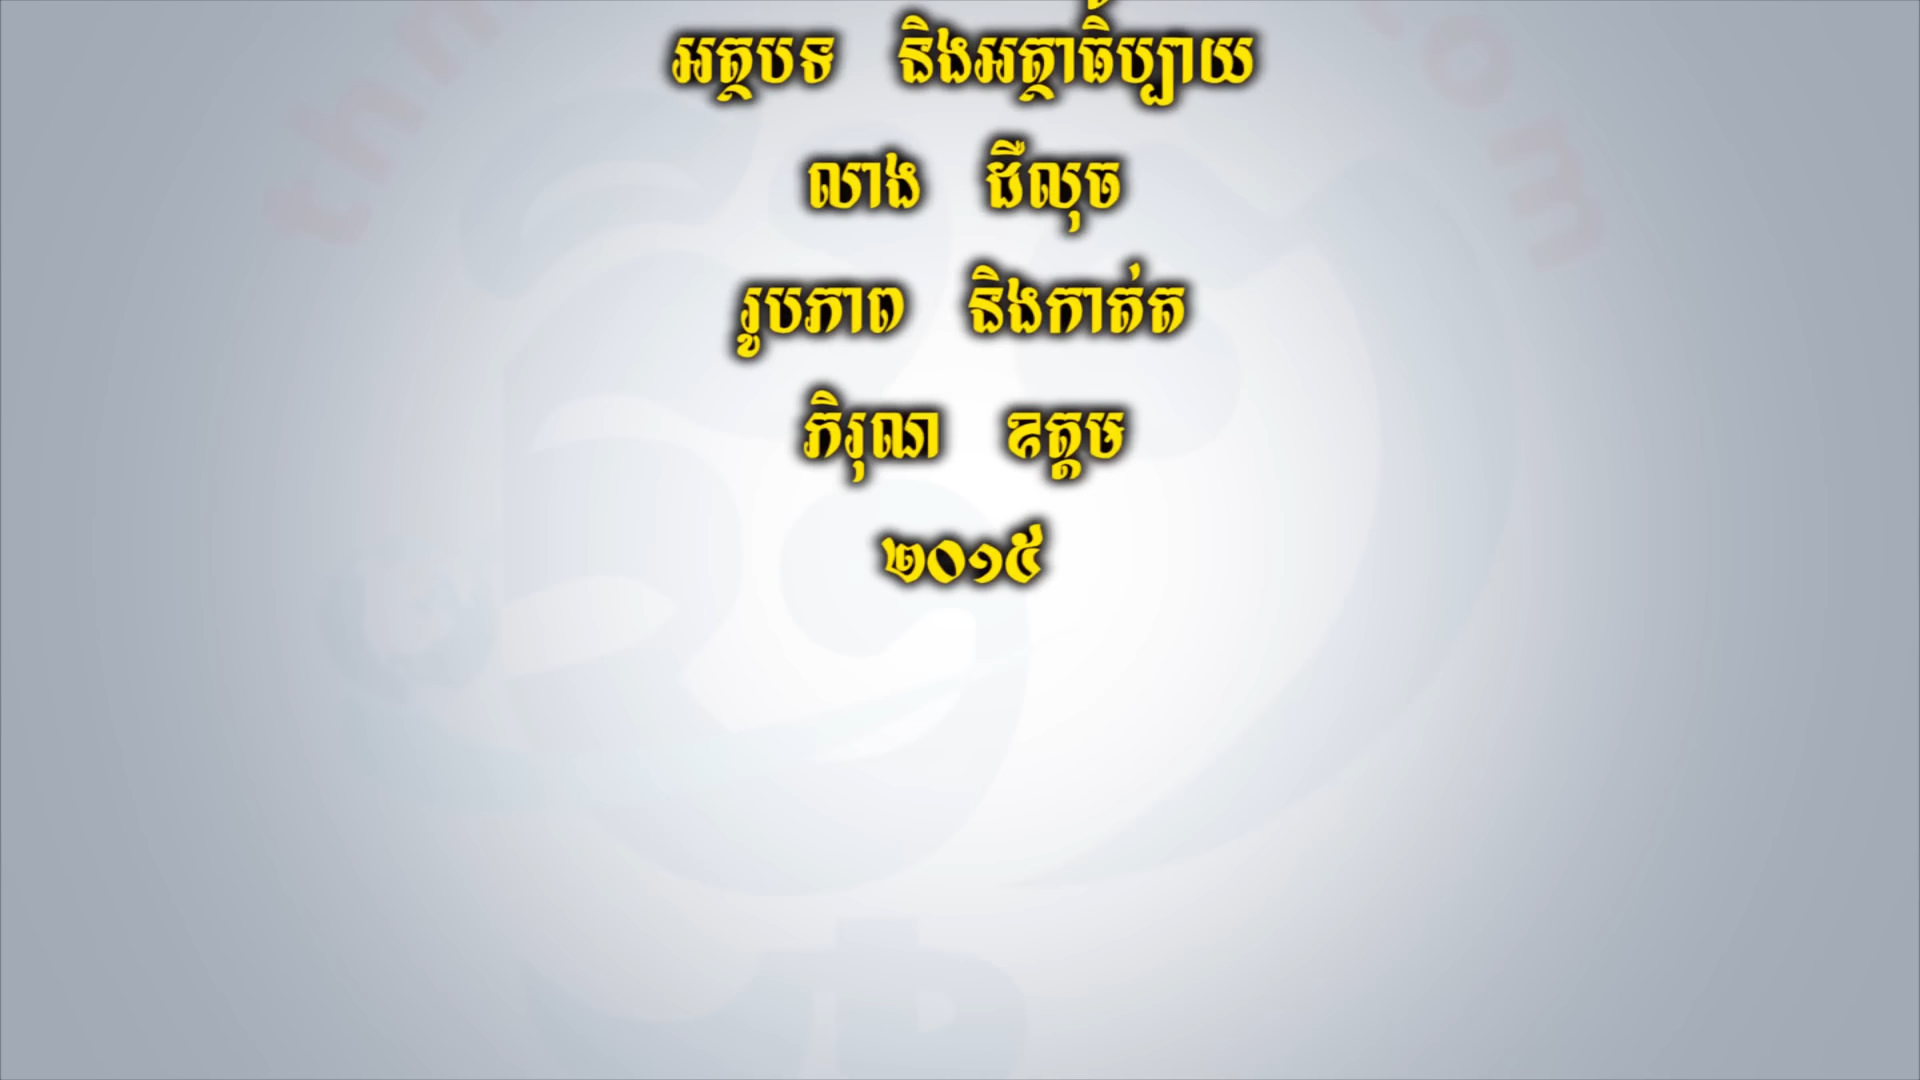 អត្ថបទ និងអត្ថាធិប្បាយ
លាង ដឺលុច
រូបភាព និងកាត់ត
ភិរុណ ឧត្តម
២០១៥